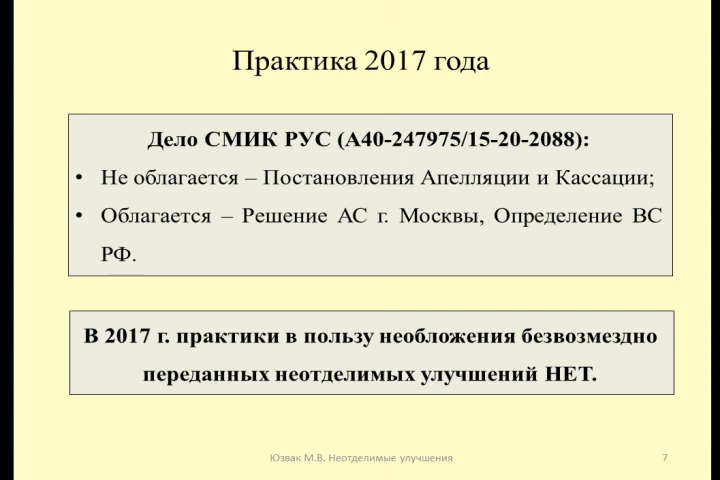 Практика 2017 года
Дело СМИК РУС (А40-247975/15-20-2088):
• Не облагается – Постановления Апелляции и Кассации;
• Облагается – Решение АС г. Москвы, Определение ВС
РФ.
В 2017 г. практики в пользу необложения безвозмездно
переданных неотделимых улучшений НЕТ.
Юзвак М.В. Неотделимые улучшения
7